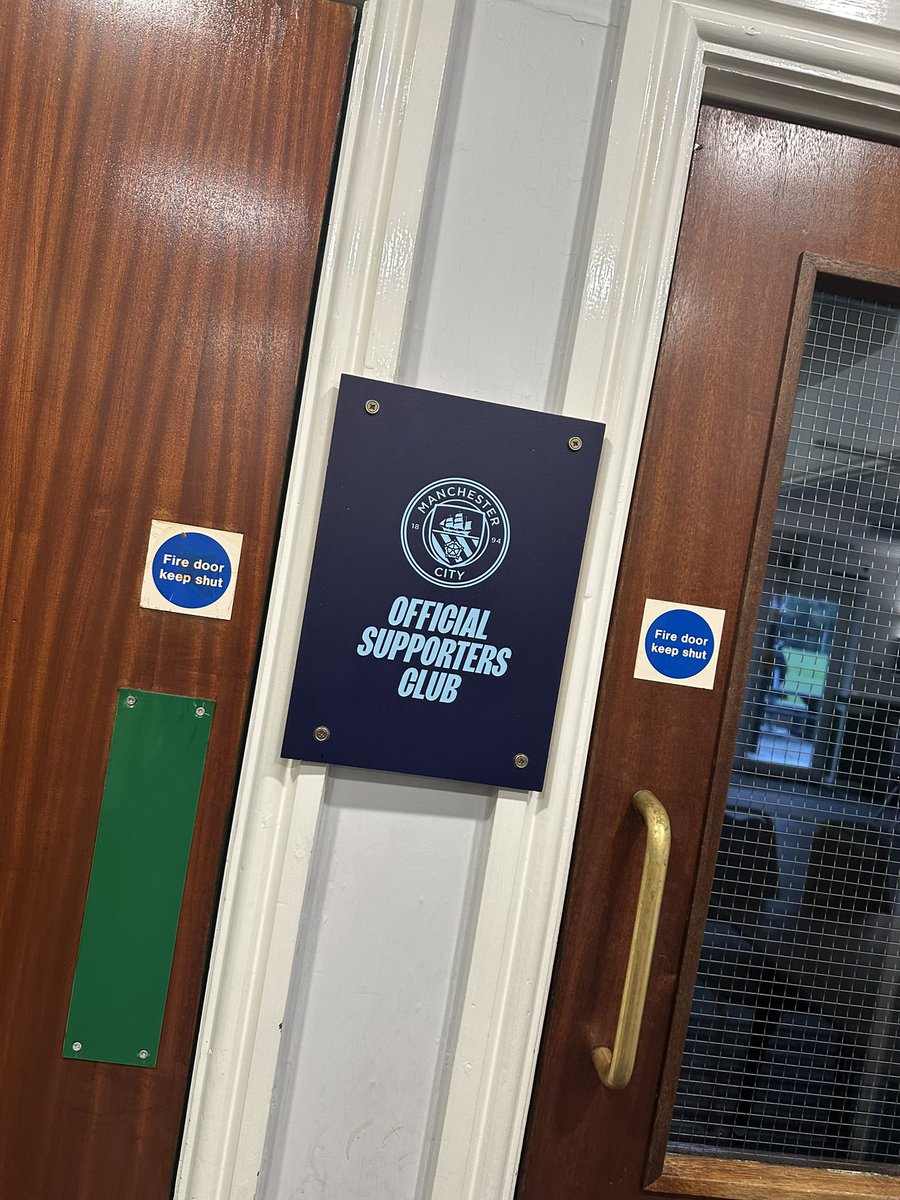 Fire door
keep shut
MANCHESTER
18 94
CITY
OFFICIAL
SUPPORTERS
CLUB
Fire door
keep shut